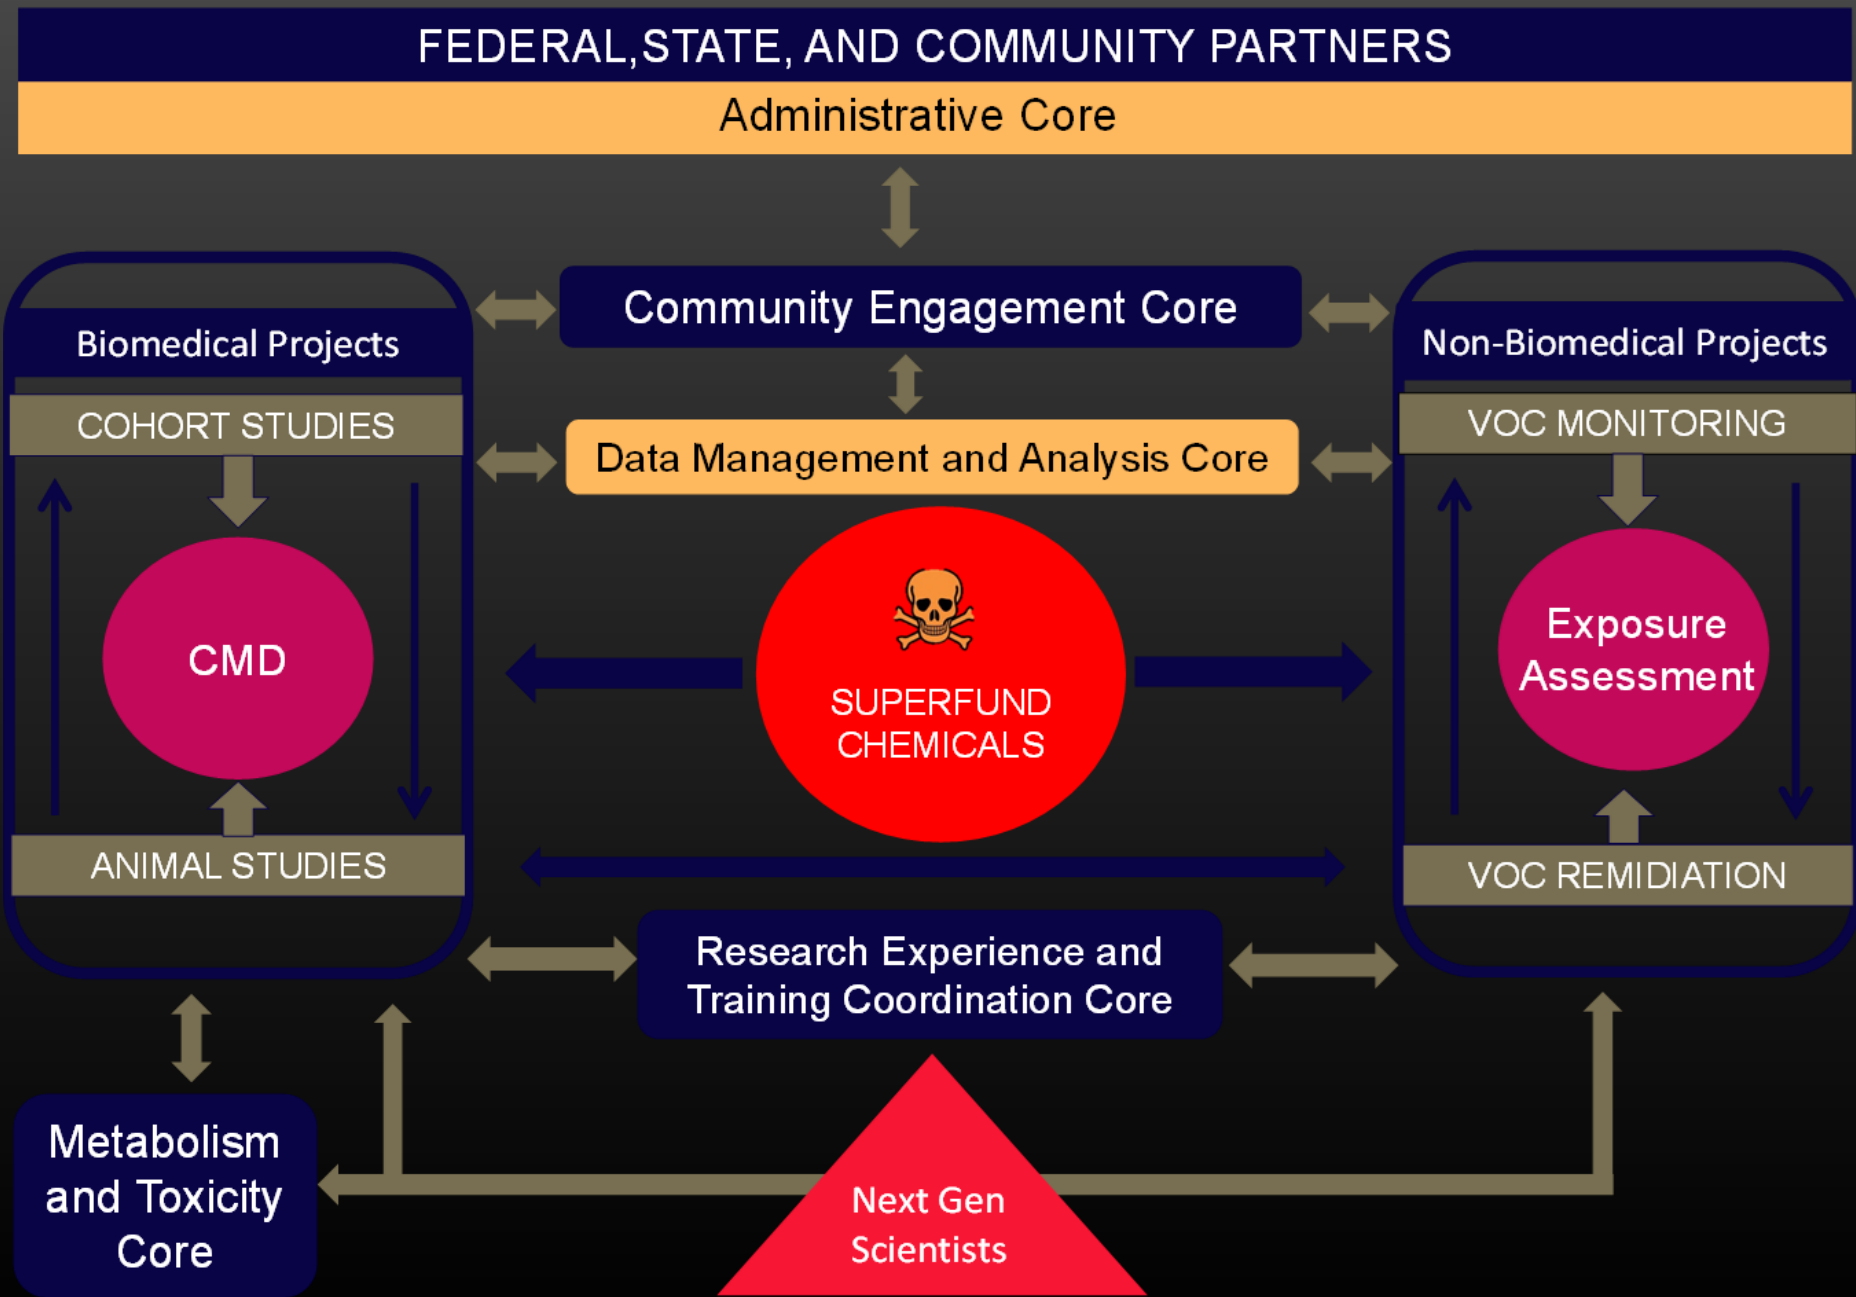 FEDERAL,STATE, AND COMMUNITY PARTNERS
Administrative Core
Community Engagement Core
Biomedical Projects
Non-Biomedical Projects
COHORT STUDIES
VOC MONITORING
Data Management and Analysis Core
CMD
SUPERFUND
CHEMICALS
Exposure
Assessment
ANIMAL STUDIES
VOC REMIDIATION
Research Experience and
Training Coordination Core
Metabolism
and Toxicity
Core
Next Gen
Scientists